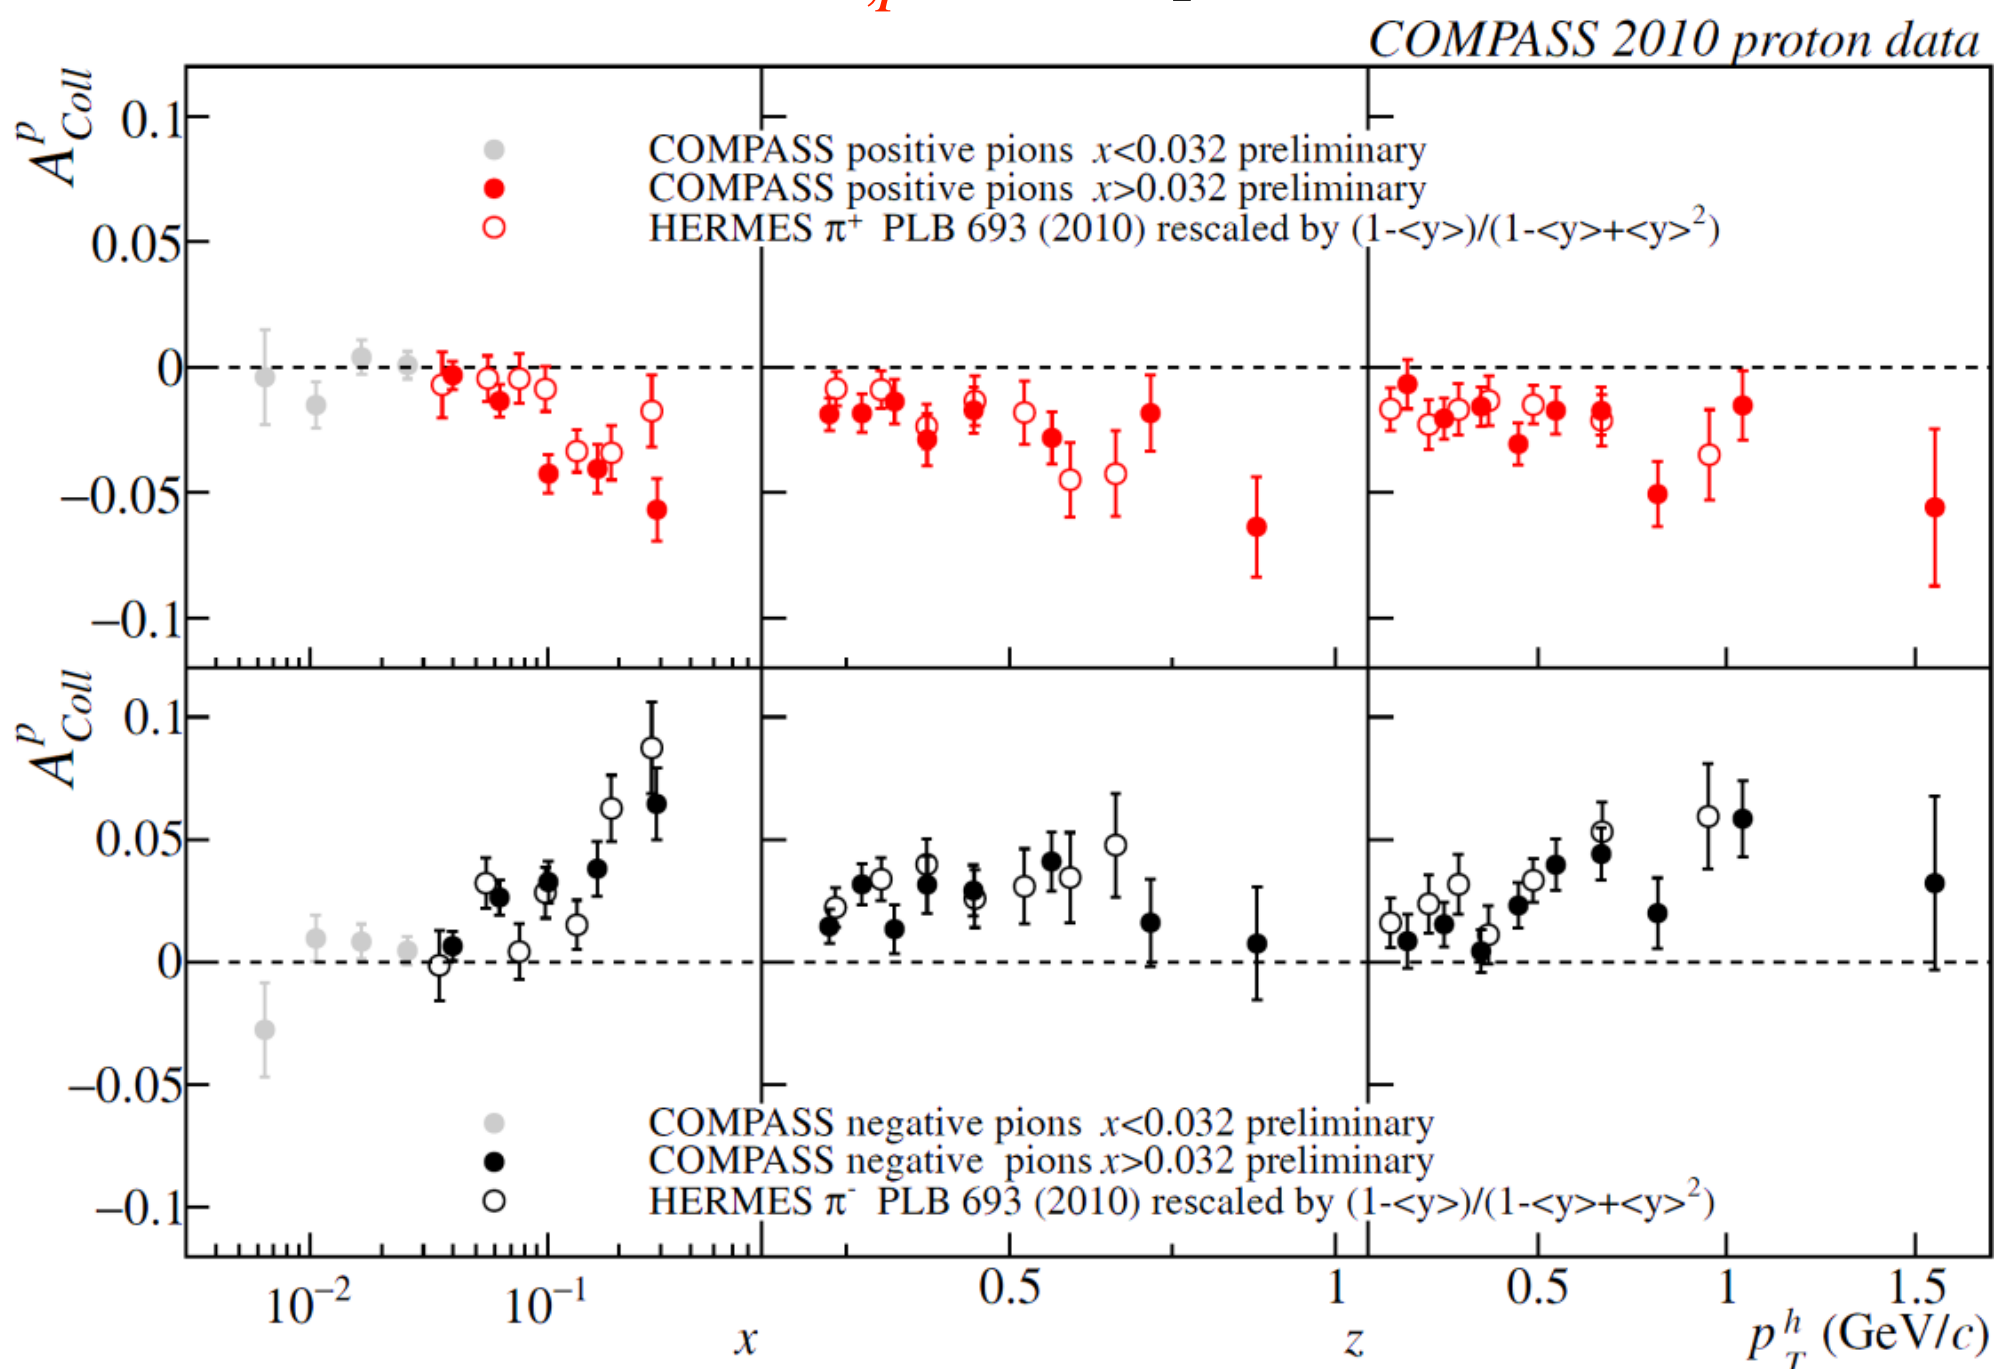 COMPASS 2010 proton data
A^p_Coll
0.1
COMPASS positive pions x<0.032 preliminary
COMPASS positive pions x>0.032 preliminary
0.05
HERMES π⁺ PLB 693 (2010) rescaled by (1-<y>)/(1-<y>+<y>²)
0
−0.05
−0.1
A^p_Coll
0.1
0.05
0
−0.05
COMPASS negative pions x<0.032 preliminary
COMPASS negative pions x>0.032 preliminary
−0.1
HERMES π⁻ PLB 693 (2010) rescaled by (1-<y>)/(1-<y>+<y>²)
10⁻² 10⁻¹ 0.5 1 0.5 1 1.5
x z p^h_T (GeV/c)